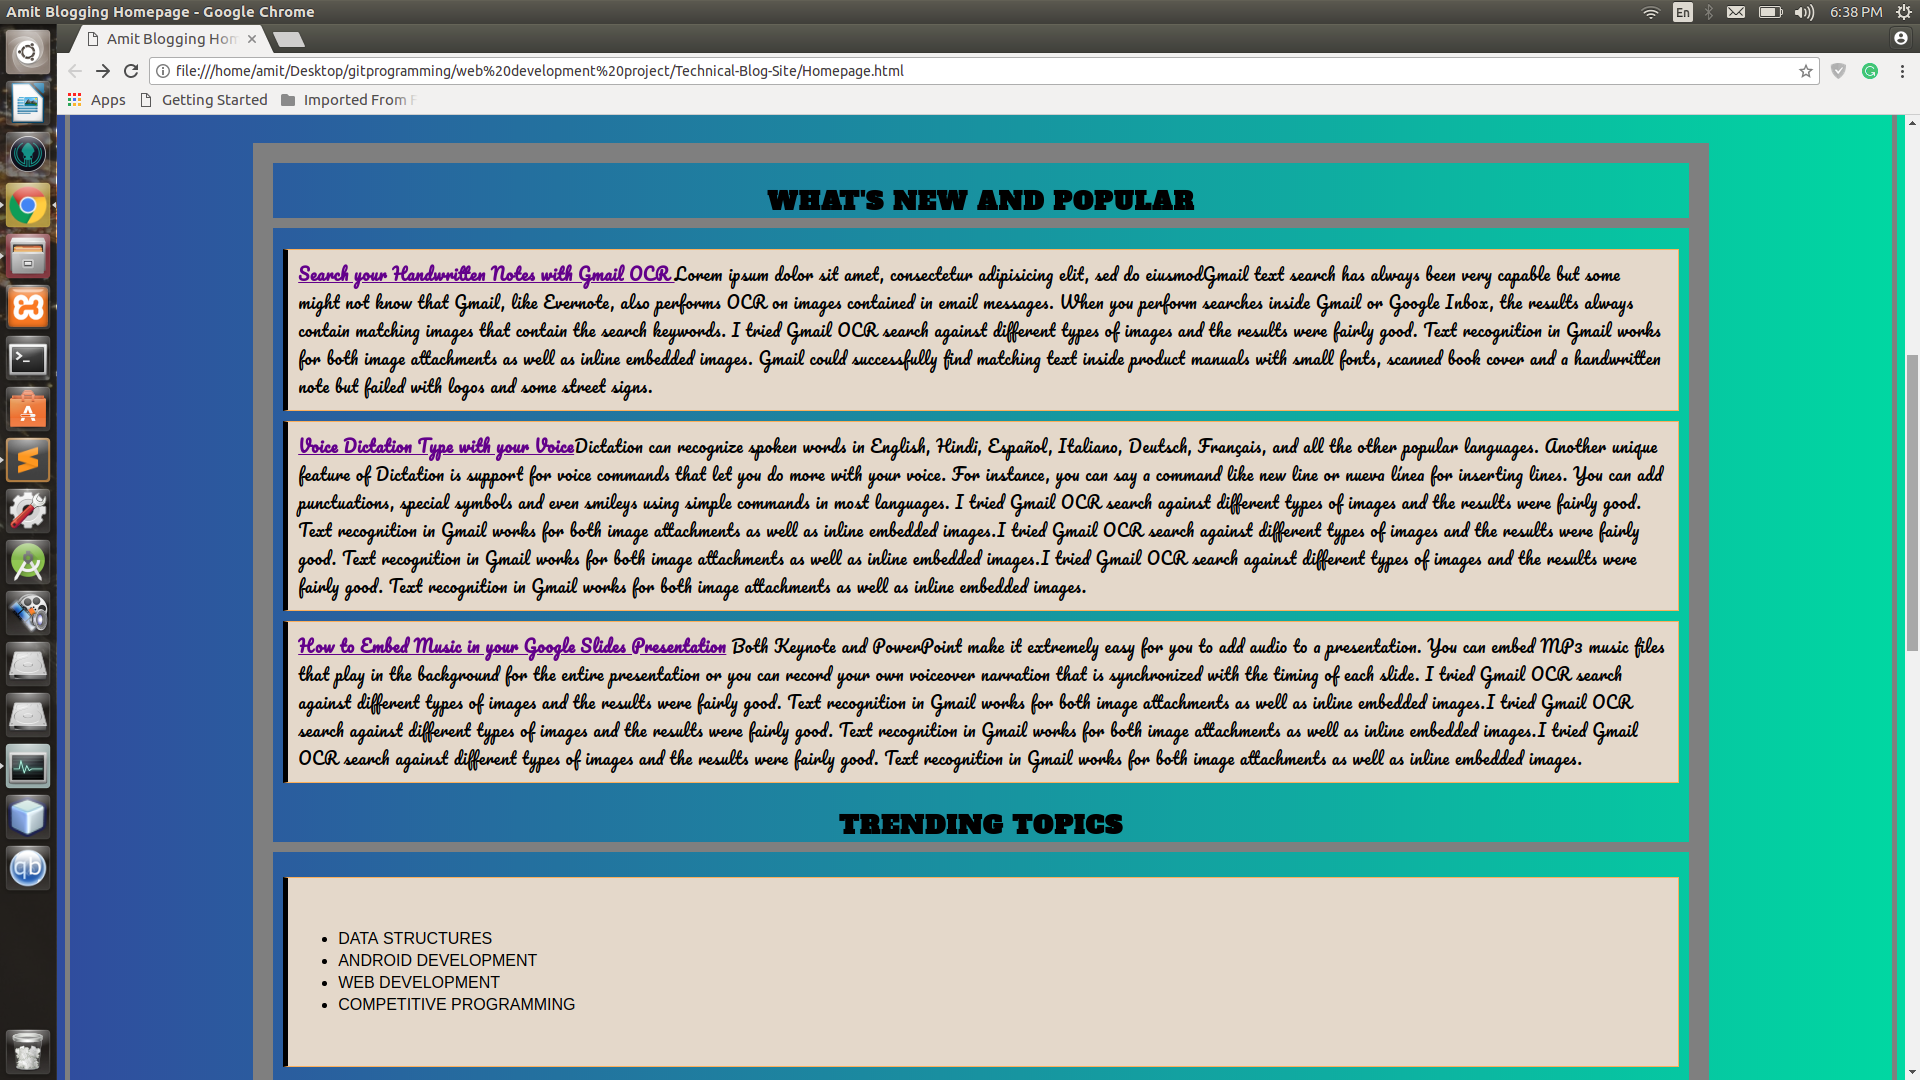 Amit Blogging Homepage - Google Chrome
En
6:38 PM
Amit Blogging Hom
file:///home/amit/Desktop/gitprogramming/web%20development%20project/Technical-Blog-Site/Homepage.html
Apps Getting Started Imported From F
WHAT'S NEW AND POPULAR
Search your Handwritten Notes with Gmail OCR Lorem ipsum dolor sit amet, consectetur adipisicing elit, sed do eiusmodGmail text search has always been very capable but some
might not know that Gmail, like Evernote, also performs OCR on images contained in email messages. When you perform searches inside Gmail or Google Inbox, the results always
contain matching images that contain the search keywords. I tried Gmail OCR search against different types of images and the results were fairly good. Text recognition in Gmail works
for both image attachments as well as inline embedded images. Gmail could successfully find matching text inside product manuals with small fonts, scanned book cover and a handwritten
note but failed with logos and some street signs.
Voice Dictation Type with your VoiceDictation can recognize spoken words in English, Hindi, Español, Italiano, Deutsch, Français, and all the other popular languages. Another unique
feature of Dictation is support for voice commands that let you do more with your voice. For instance, you can say a command like new line or nueva línea for inserting lines. You can add
punctuations, special symbols and even smileys using simple commands in most languages. I tried Gmail OCR search against different types of images and the results were fairly good.
Text recognition in Gmail works for both image attachments as well as inline embedded images.I tried Gmail OCR search against different types of images and the results were fairly
good. Text recognition in Gmail works for both image attachments as well as inline embedded images.I tried Gmail OCR search against different types of images and the results were
fairly good. Text recognition in Gmail works for both image attachments as well as inline embedded images.
How to Embed Music in your Google Slides Presentation Both Keynote and PowerPoint make it extremely easy for you to add audio to a presentation. You can embed MP3 music files
that play in the background for the entire presentation or you can record your own voiceover narration that is synchronized with the timing of each slide. I tried Gmail OCR search
against different types of images and the results were fairly good. Text recognition in Gmail works for both image attachments as well as inline embedded images.I tried Gmail OCR
search against different types of images and the results were fairly good. Text recognition in Gmail works for both image attachments as well as inline embedded images.I tried Gmail
OCR search against different types of images and the results were fairly good. Text recognition in Gmail works for both image attachments as well as inline embedded images.
TRENDING TOPICS
• DATA STRUCTURES
• ANDROID DEVELOPMENT
• WEB DEVELOPMENT
• COMPETITIVE PROGRAMMING
qb